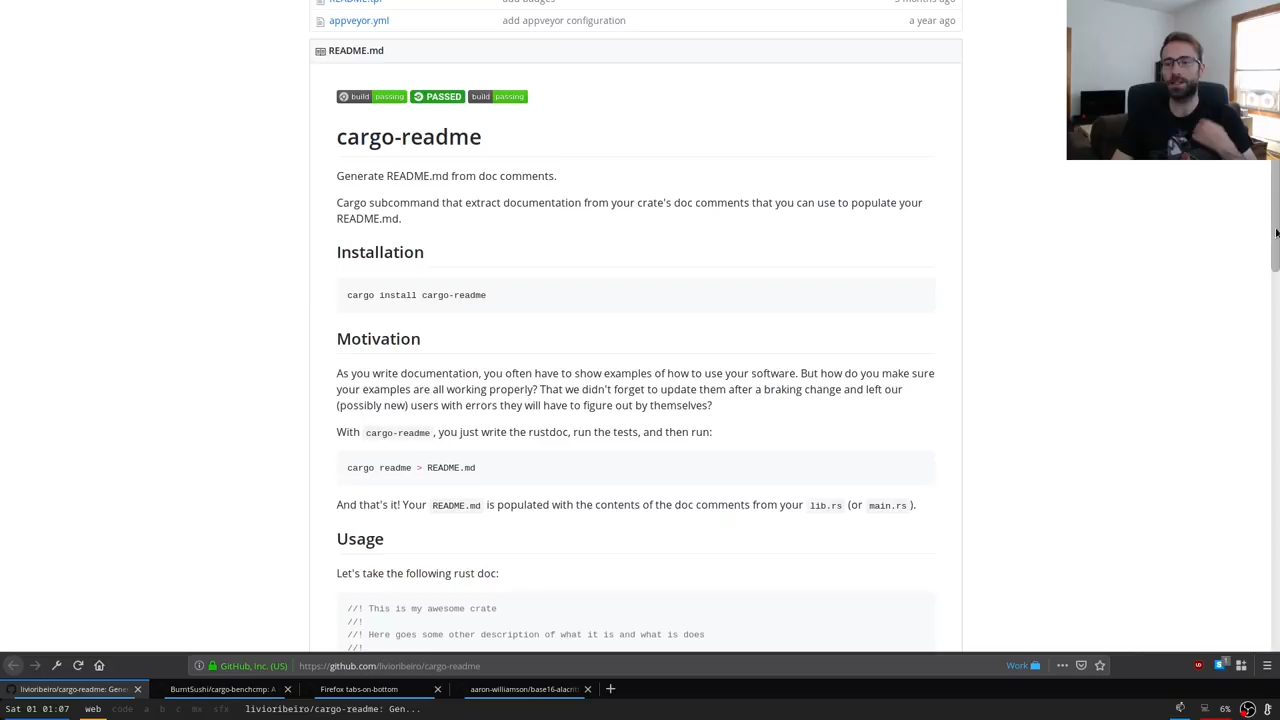 appveyor.yml add appveyor configuration a year ago
README.md
build passing PASSED build passing
cargo-readme
Generate README.md from doc comments.
Cargo subcommand that extract documentation from your crate's doc comments that you can use to populate your
README.md.
Installation
cargo install cargo-readme
Motivation
As you write documentation, you often have to show examples of how to use your software. But how do you make sure
your examples are all working properly? That we didn't forget to update them after a braking change and left our
(possibly new) users with errors they will have to figure out by themselves?
With cargo-readme , you just write the rustdoc, run the tests, and then run:
cargo readme > README.md
And that's it! Your README.md is populated with the contents of the doc comments from your lib.rs (or main.rs ).
Usage
Let's take the following rust doc:
//! This is my awesome crate
//!
//! Here goes some other description of what it is and what is does
//!
GitHub, Inc. (US) https://github.com/livioribeiro/cargo-readme Work
livioribeiro/cargo-readme: Gene BurntSushi/cargo-benchcmp: A Firefox tabs-on-bottom aaron-williamson/base16-alacritt
Sat 01 01:07 web code a b c mx sfx livioribeiro/cargo-readme: Gen... 6%